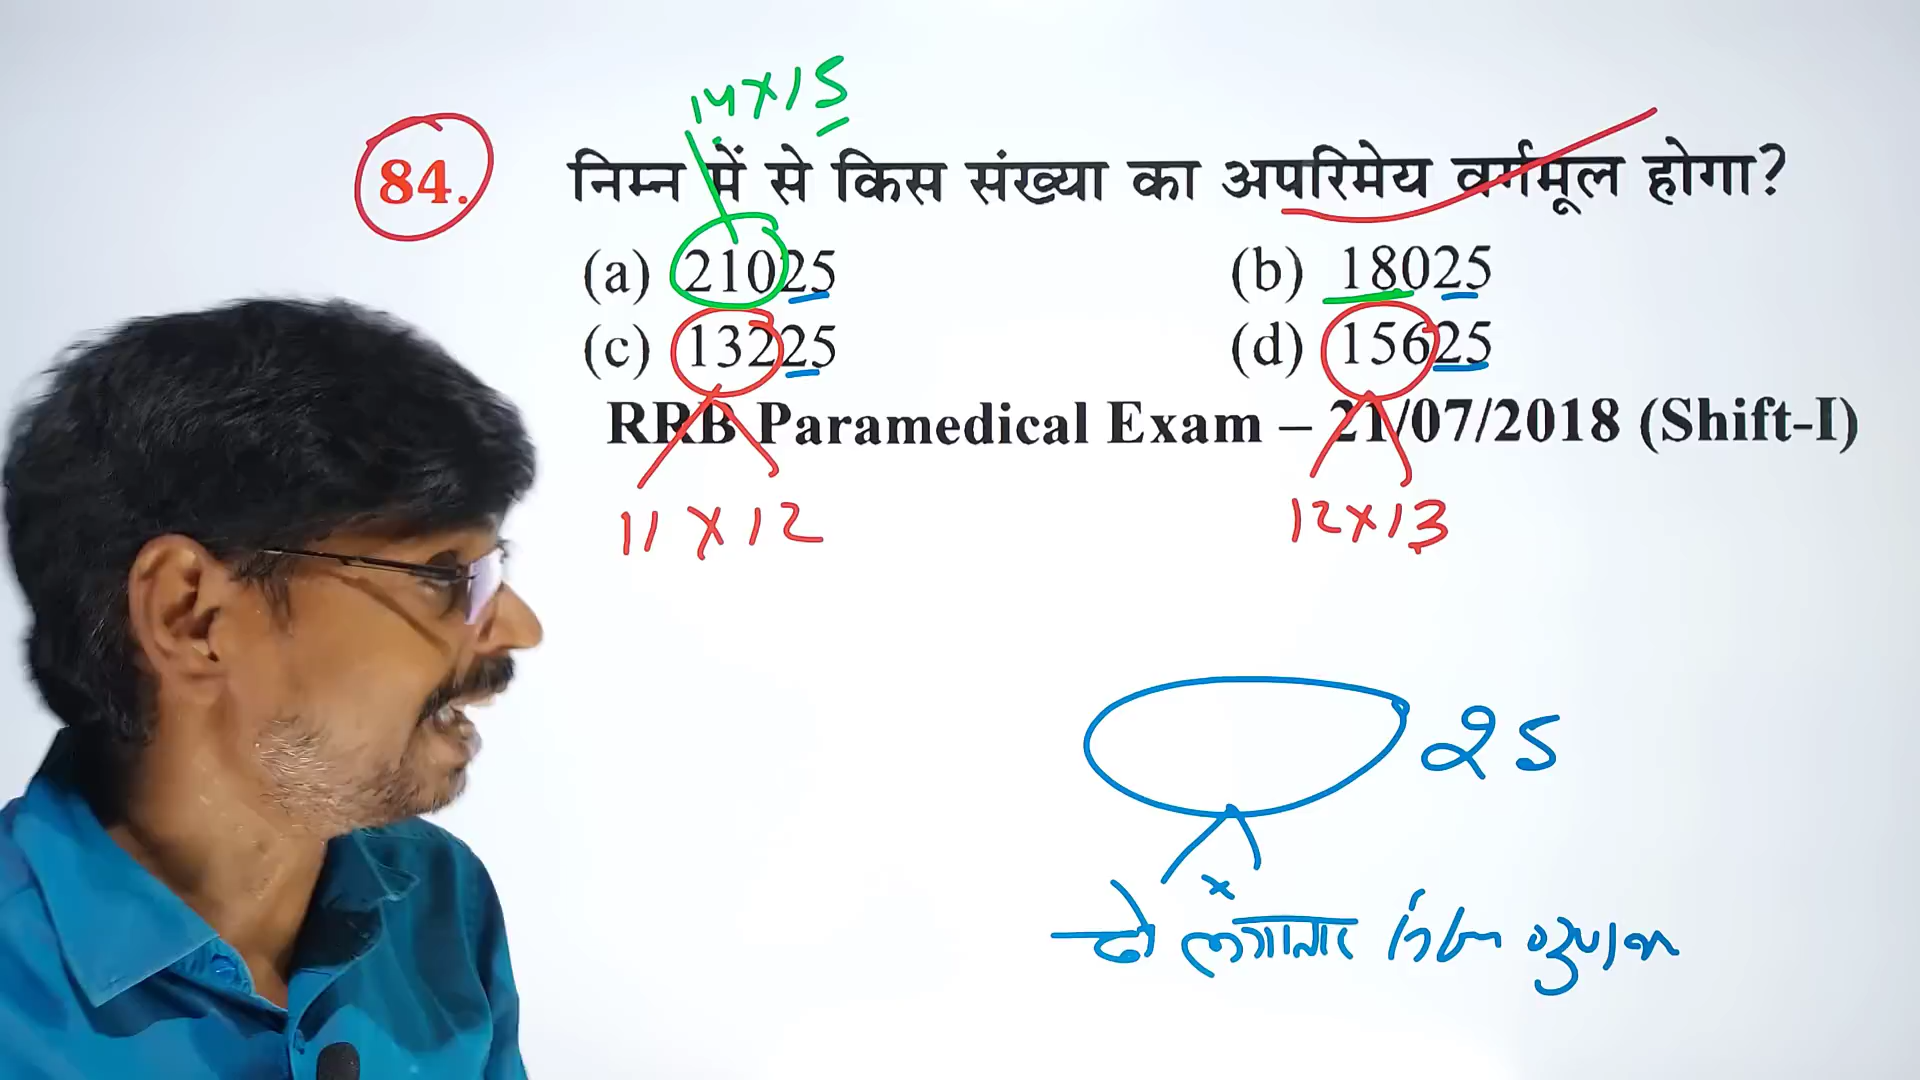 14×15
84. निम्न में से किस संख्या का अपरिमेय वर्गमूल होगा?
(a) 21025 (b) 18025
(c) 13225 (d) 15625
RRB Paramedical Exam – 21/07/2018 (Shift-I)
11 × 12 12×13
25
×
दो लगातार